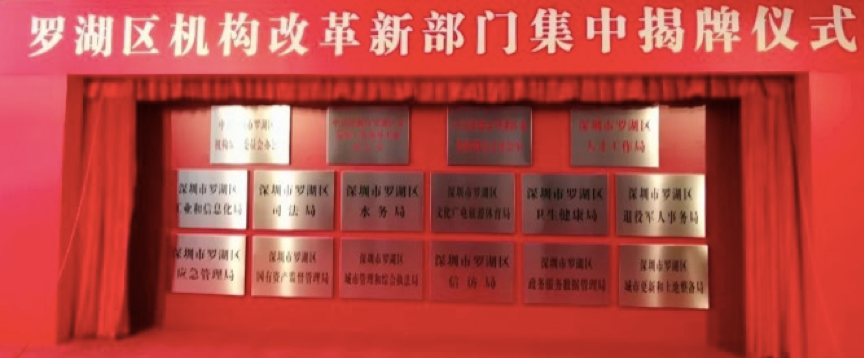 罗湖区机构改革新部门集中揭牌仪式
深圳市罗湖区
人才工作局
深圳市罗湖区
工业和信息化局
深圳市罗湖区
司法局
深圳市罗湖区
水务局
深圳市罗湖区
文化广电旅游体育局
深圳市罗湖区
卫生健康局
深圳市罗湖区
退役军人事务局
深圳市罗湖区
应急管理局
深圳市罗湖区
国有资产监督管理局
深圳市罗湖区
城市管理和综合执法局
深圳市罗湖区
信访局
深圳市罗湖区
政务服务数据管理局
深圳市罗湖区
城市更新和土地整备局